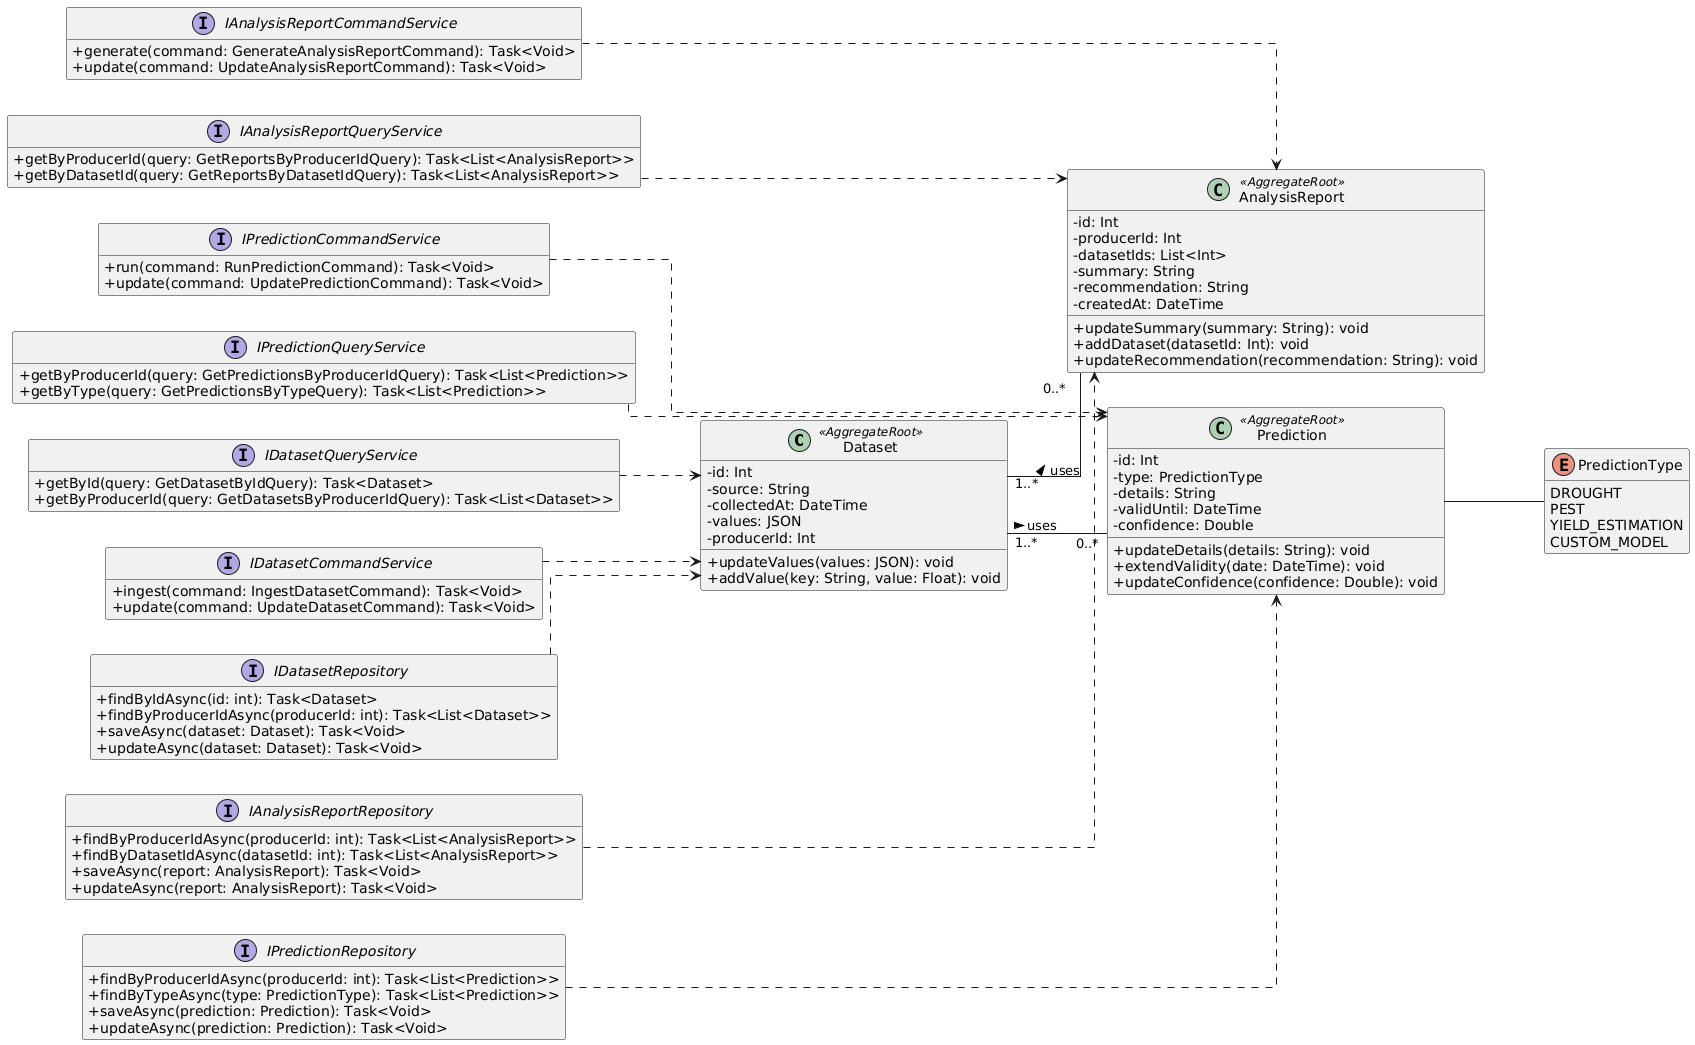 I IAnalysisReportCommandService
+generate(command: GenerateAnalysisReportCommand): Task<Void>
+update(command: UpdateAnalysisReportCommand): Task<Void>
I IAnalysisReportQueryService
+getByProducerId(query: GetReportsByProducerIdQuery): Task<List<AnalysisReport>>
+getByDatasetId(query: GetReportsByDatasetIdQuery): Task<List<AnalysisReport>>
I IPredictionCommandService
+run(command: RunPredictionCommand): Task<Void>
+update(command: UpdatePredictionCommand): Task<Void>
I IPredictionQueryService
+getByProducerId(query: GetPredictionsByProducerIdQuery): Task<List<Prediction>>
+getByType(query: GetPredictionsByTypeQuery): Task<List<Prediction>>
I IDatasetQueryService
+getById(query: GetDatasetByIdQuery): Task<Dataset>
+getByProducerId(query: GetDatasetsByProducerIdQuery): Task<List<Dataset>>
I IDatasetCommandService
+ingest(command: IngestDatasetCommand): Task<Void>
+update(command: UpdateDatasetCommand): Task<Void>
I IDatasetRepository
+findByIdAsync(id: int): Task<Dataset>
+findByProducerIdAsync(producerId: int): Task<List<Dataset>>
+saveAsync(dataset: Dataset): Task<Void>
+updateAsync(dataset: Dataset): Task<Void>
I IAnalysisReportRepository
+findByProducerIdAsync(producerId: int): Task<List<AnalysisReport>>
+findByDatasetIdAsync(datasetId: int): Task<List<AnalysisReport>>
+saveAsync(report: AnalysisReport): Task<Void>
+updateAsync(report: AnalysisReport): Task<Void>
I IPredictionRepository
+findByProducerIdAsync(producerId: int): Task<List<Prediction>>
+findByTypeAsync(type: PredictionType): Task<List<Prediction>>
+saveAsync(prediction: Prediction): Task<Void>
+updateAsync(prediction: Prediction): Task<Void>
C «AggregateRoot»
Dataset
-id: Int
-source: String
-collectedAt: DateTime
-values: JSON
-producerId: Int
+updateValues(values: JSON): void
+addValue(key: String, value: Float): void
0..*
uses
1..*
uses
1..*
0..*
C «AggregateRoot»
AnalysisReport
-id: Int
-producerId: Int
-datasetIds: List<Int>
-summary: String
-recommendation: String
-createdAt: DateTime
+updateSummary(summary: String): void
+addDataset(datasetId: Int): void
+updateRecommendation(recommendation: String): void
C «AggregateRoot»
Prediction
-id: Int
-type: PredictionType
-details: String
-validUntil: DateTime
-confidence: Double
+updateDetails(details: String): void
+extendValidity(date: DateTime): void
+updateConfidence(confidence: Double): void
E PredictionType
DROUGHT
PEST
YIELD_ESTIMATION
CUSTOM_MODEL